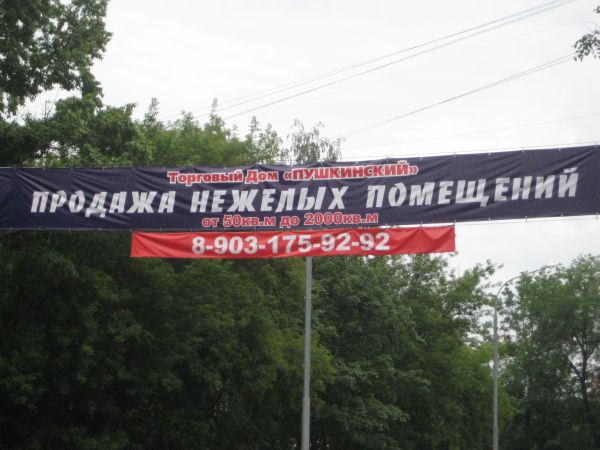 Торговый Дом «ПУШКИНСКИЙ»
ПРОДАЖА НЕЖЕЛЫХ ПОМЕЩЕНИЙ
от 50кв.м до 2000кв.м
8-903-175-92-92